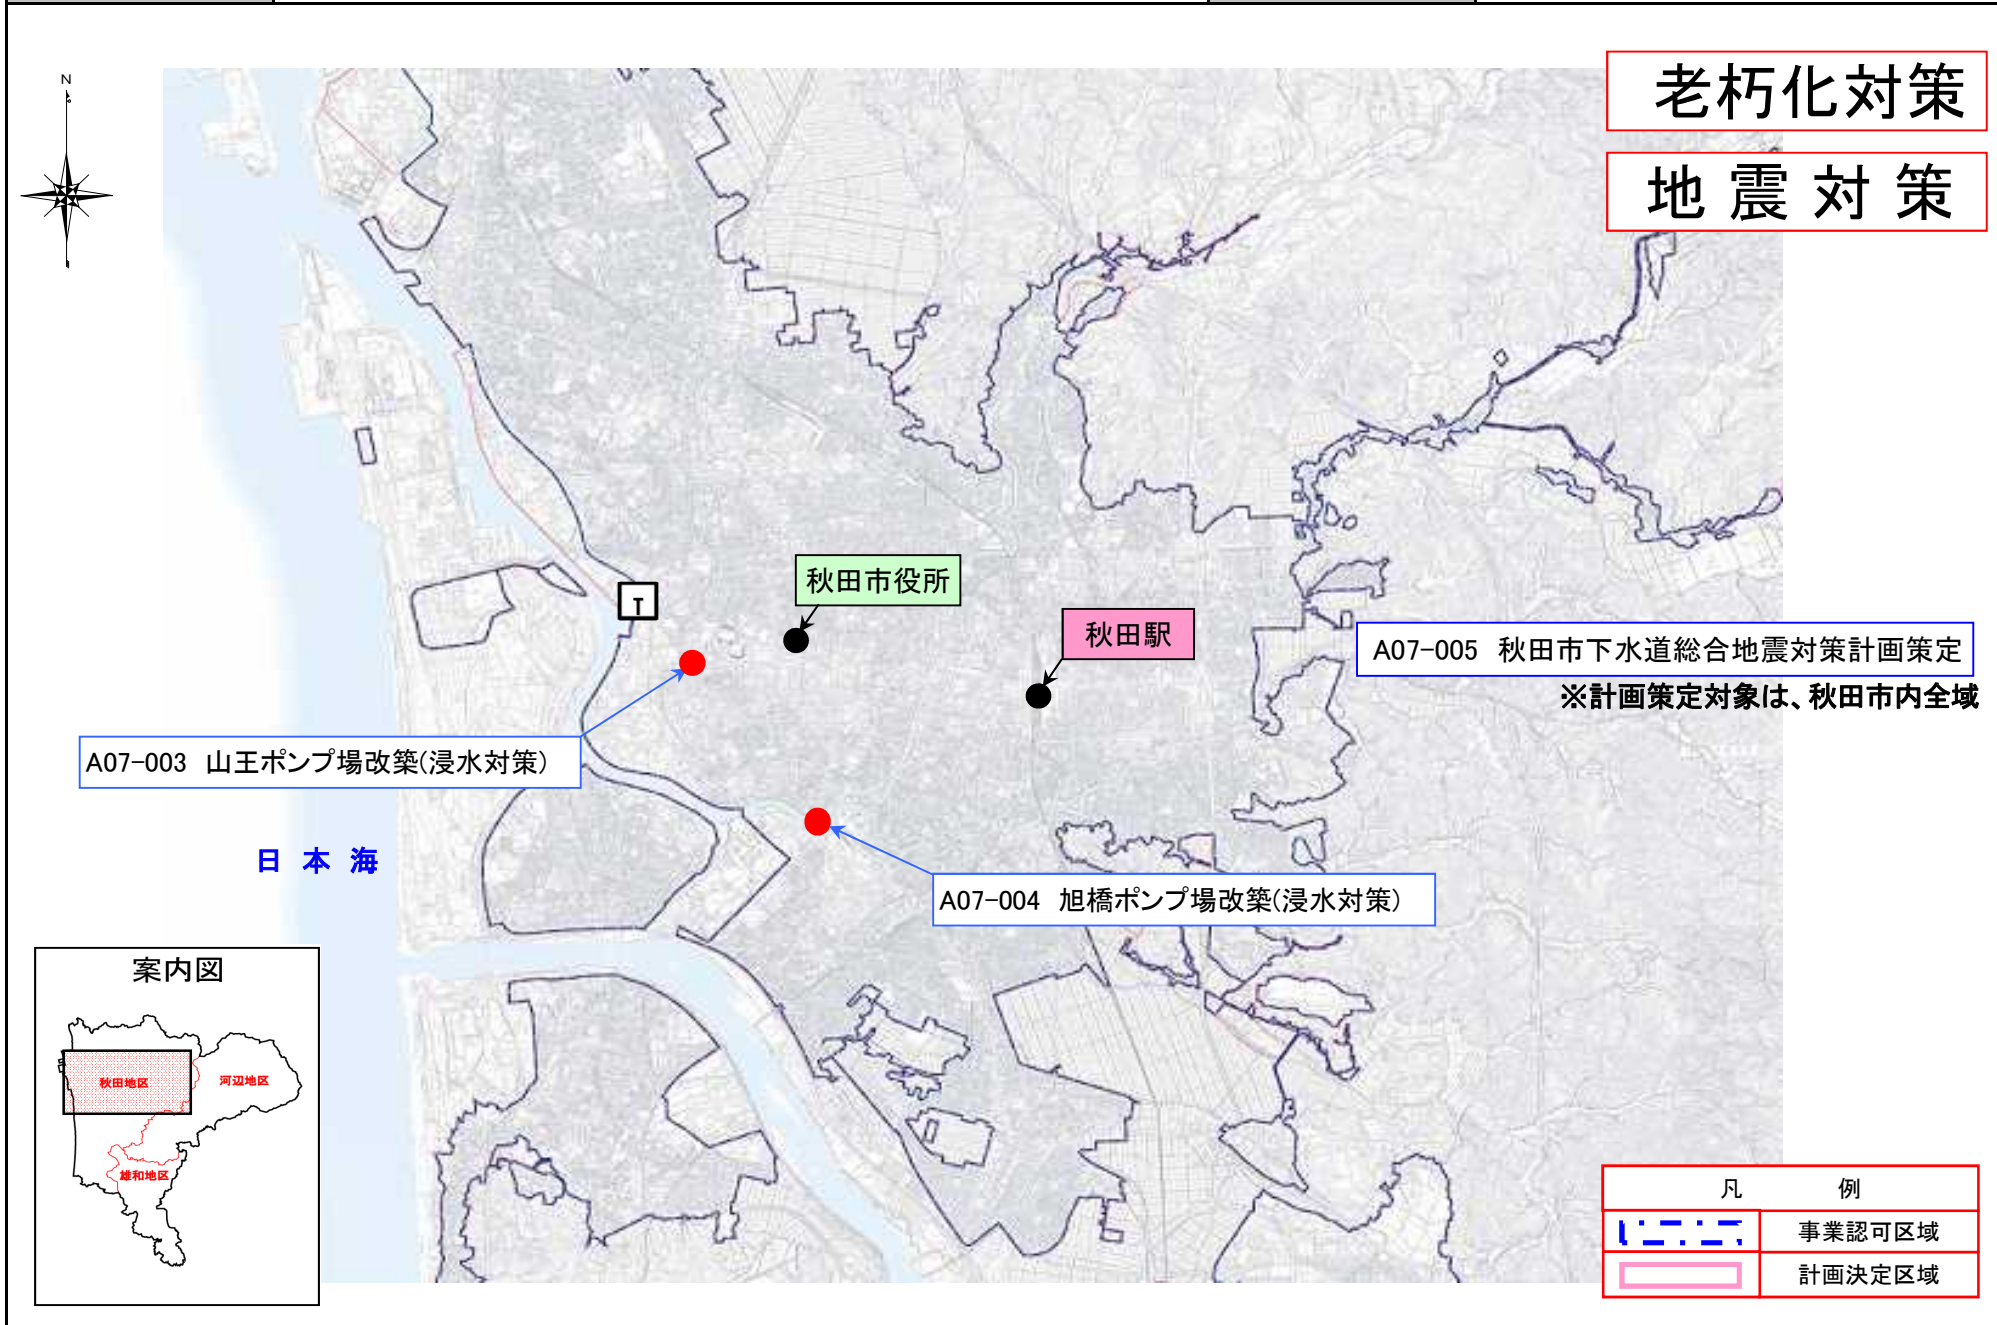 N
老朽化対策
地震対策
秋田市役所
T
秋田駅
A07-005 秋田市下水道総合地震対策計画策定
※計画策定対象は、秋田市内全域
A07-003 山王ポンプ場改築(浸水対策)
日本海
A07-004 旭橋ポンプ場改築(浸水対策)
案内図
秋田地区
河辺地区
雄和地区
凡例
事業認可区域
計画決定区域